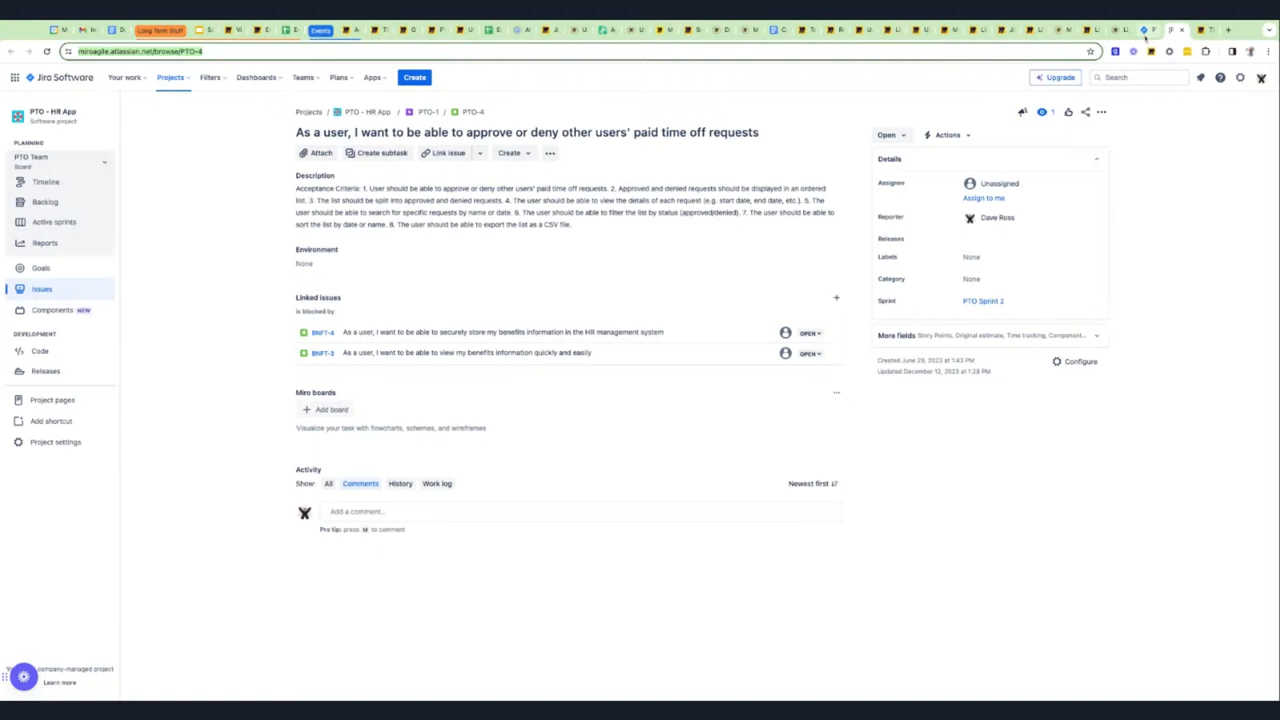 Long Term Stuff
Events
miroagile.atlassian.net/browse/PTO-4
Jira Software
Your work
Projects
Filters
Dashboards
Teams
Plans
Apps
Create
Upgrade
Search
PTO - HR App
Software project
PLANNING
PTO Team
Board
Timeline
Backlog
Active sprints
Reports
Goals
Issues
Components NEW
DEVELOPMENT
Code
Releases
Project pages
Add shortcut
Project settings
company-managed project
Learn more
Projects / PTO - HR App / PTO-1 / PTO-4
As a user, I want to be able to approve or deny other users' paid time off requests
Attach
Create subtask
Link issue
Create
Description
Acceptance Criteria: 1. User should be able to approve or deny other users' paid time off requests. 2. Approved and denied requests should be displayed in an ordered
list. 3. The list should be split into approved and denied requests. 4. The user should be able to view the details of each request (e.g. start date, end date, etc.). 5. The
user should be able to search for specific requests by name or date. 6. The user should be able to filter the list by status (approved/denied). 7. The user should be able to
sort the list by date or name. 8. The user should be able to export the list as a CSV file.
Environment
None
Linked issues
is blocked by
BNFT-4 As a user, I want to be able to securely store my benefits information in the HR management system OPEN
BNFT-3 As a user, I want to be able to view my benefits information quickly and easily OPEN
Miro boards
Add board
Visualize your task with flowcharts, schemes, and wireframes
Activity
Show: All Comments History Work log Newest first
Add a comment...
Pro tip: press M to comment
1
Open
Actions
Details
Assignee Unassigned
Assign to me
Reporter Dave Ross
Releases
Labels None
Category None
Sprint PTO Sprint 2
More fields Story Points, Original estimate, Time tracking, Component...
Created June 29, 2023 at 1:43 PM
Updated December 12, 2023 at 1:28 PM
Configure